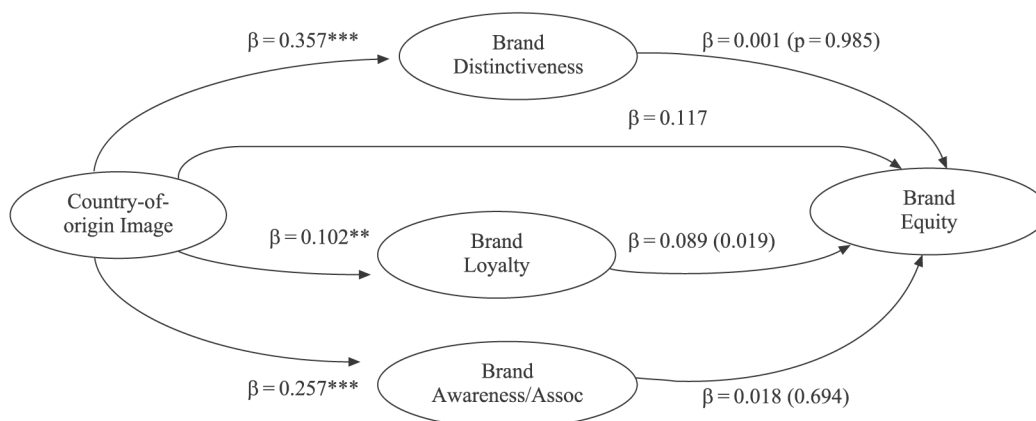 β = 0.357***
Brand
Distinctiveness
β = 0.001 (p = 0.985)
β = 0.117
Country-of-
origin Image
Brand
Equity
β = 0.102**
Brand
Loyalty
β = 0.089 (0.019)
β = 0.257***
Brand
Awareness/Assoc
β = 0.018 (0.694)